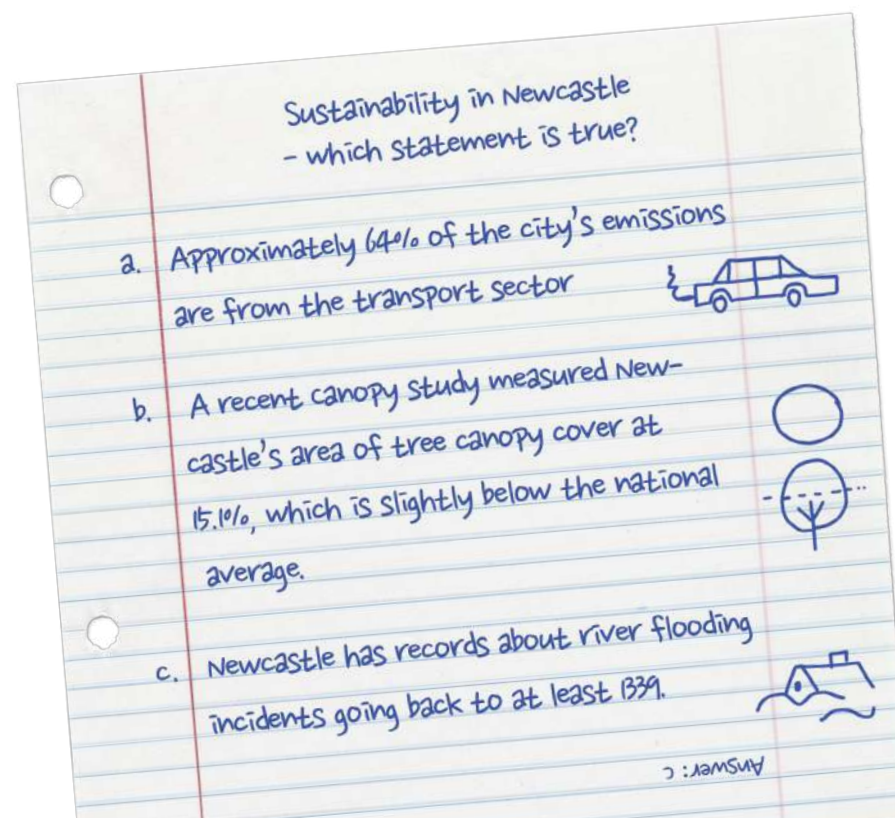 Sustainability in Newcastle
- which statement is true?
a. Approximately 64% of the city's emissions
are from the transport sector
b. A recent canopy study measured New-
castle's area of tree canopy cover at
15.1%, which is slightly below the national
average.
c. Newcastle has records about river flooding
incidents going back to at least 1339.
Answer: c